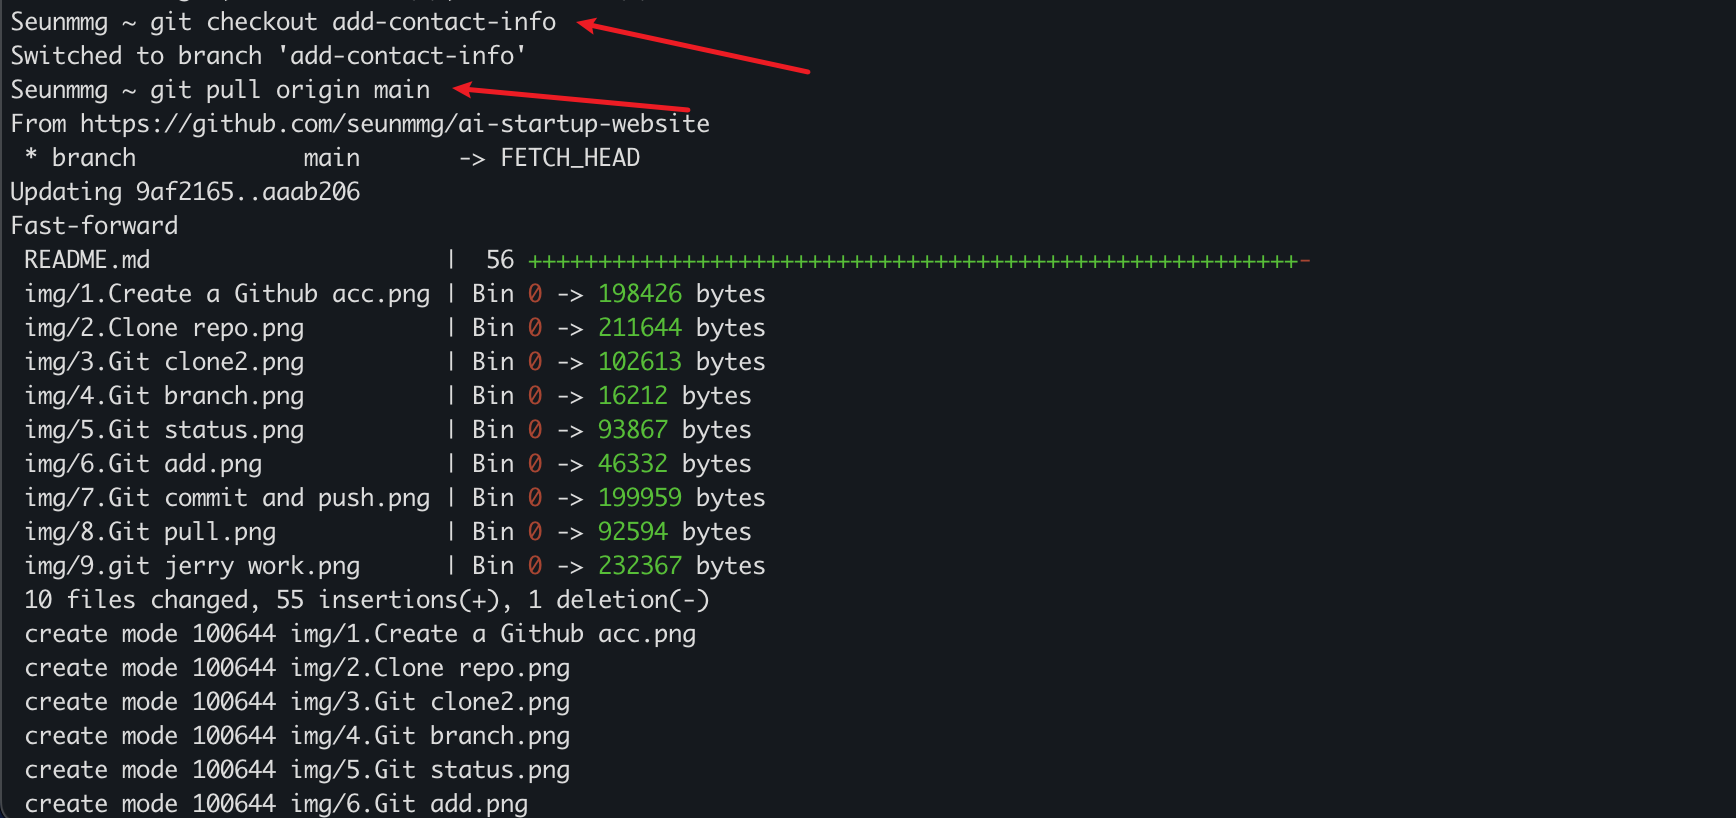 Seunmmg ~ git checkout add-contact-info
Switched to branch 'add-contact-info'
Seunmmg ~ git pull origin main
From https://github.com/seunmmg/ai-startup-website
 * branch            main       -> FETCH_HEAD
Updating 9af2165..aaab206
Fast-forward
 README.md                     |  56 +++++++++++++++++++++++++++++++++++++++++++++++++++++++-
 img/1.Create a Github acc.png | Bin 0 -> 198426 bytes
 img/2.Clone repo.png          | Bin 0 -> 211644 bytes
 img/3.Git clone2.png          | Bin 0 -> 102613 bytes
 img/4.Git branch.png          | Bin 0 -> 16212 bytes
 img/5.Git status.png          | Bin 0 -> 93867 bytes
 img/6.Git add.png             | Bin 0 -> 46332 bytes
 img/7.Git commit and push.png | Bin 0 -> 199959 bytes
 img/8.Git pull.png            | Bin 0 -> 92594 bytes
 img/9.git jerry work.png      | Bin 0 -> 232367 bytes
 10 files changed, 55 insertions(+), 1 deletion(-)
 create mode 100644 img/1.Create a Github acc.png
 create mode 100644 img/2.Clone repo.png
 create mode 100644 img/3.Git clone2.png
 create mode 100644 img/4.Git branch.png
 create mode 100644 img/5.Git status.png
 create mode 100644 img/6.Git add.png